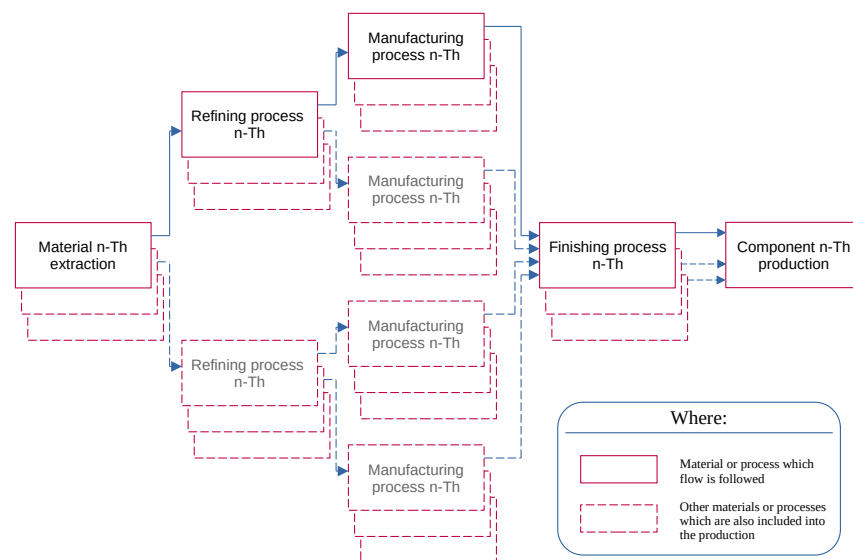 Manufacturing
process n-Th
Refining process
n-Th
Manufacturing
process n-Th
Material n-Th
extraction
Finishing process
n-Th
Component n-Th
production
Manufacturing
process n-Th
Refining process
n-Th
Manufacturing
process n-Th
Where:
Material or process which
flow is followed
Other materials or processes
which are also included into
the production